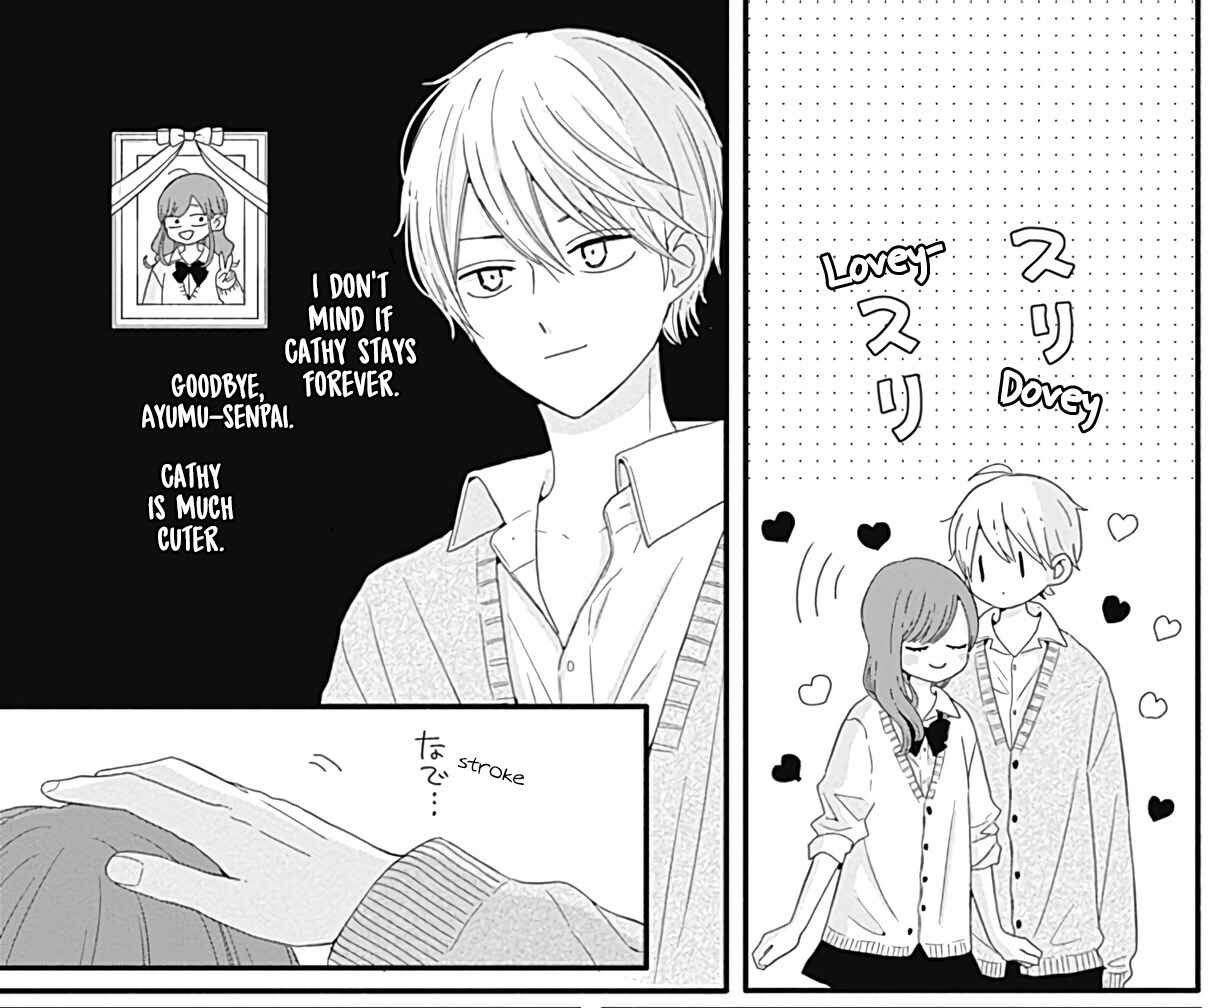 スリ
Dovey
Lovey-
スリ
I DON'T
MIND IF
CATHY STAYS
FOREVER.
GOODBYE,
AYUMU-SENPAI.
CATHY
IS MUCH
CUTER.
なで…
stroke